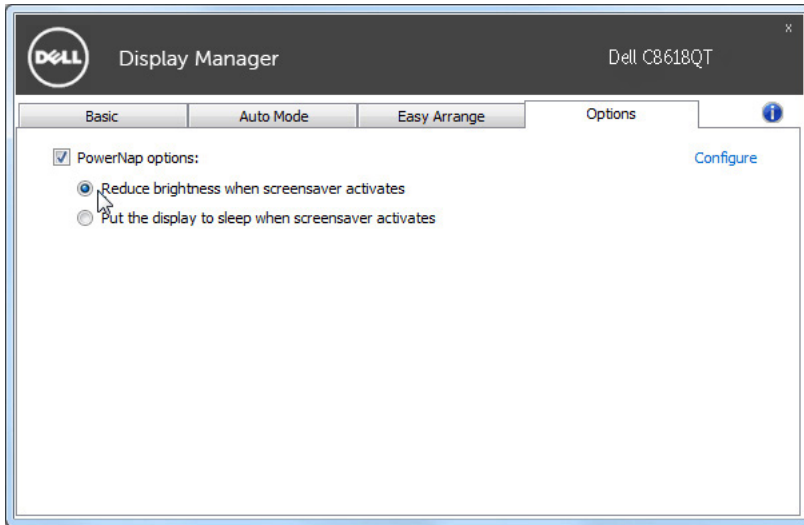 x
DELL Display Manager Dell C8618QT
Basic Auto Mode Easy Arrange Options i
PowerNap options: Configure
Reduce brightness when screensaver activates
Put the display to sleep when screensaver activates